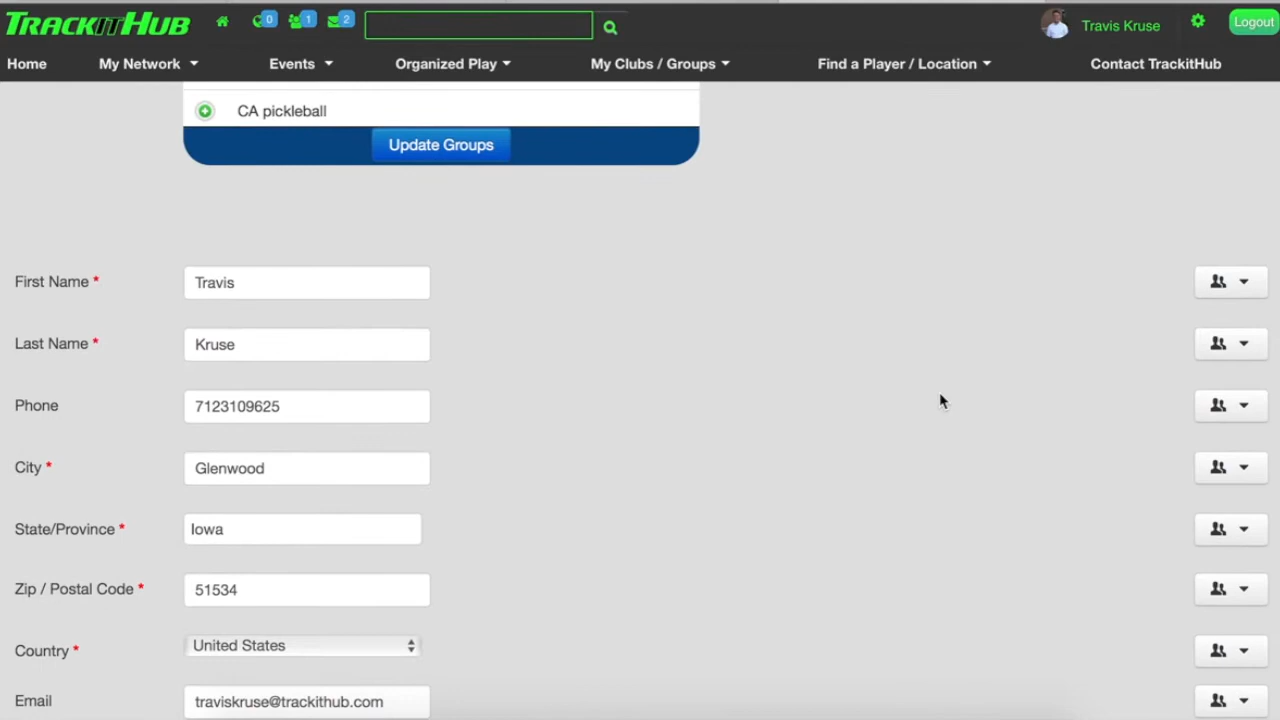 TRACKITHUB 0 1 2 Travis Kruse Logout
Home My Network Events Organized Play My Clubs / Groups Find a Player / Location Contact TrackitHub
CA pickleball
Update Groups
First Name * Travis
Last Name * Kruse
Phone 7123109625
City * Glenwood
State/Province * Iowa
Zip / Postal Code * 51534
Country * United States
Email traviskruse@trackithub.com